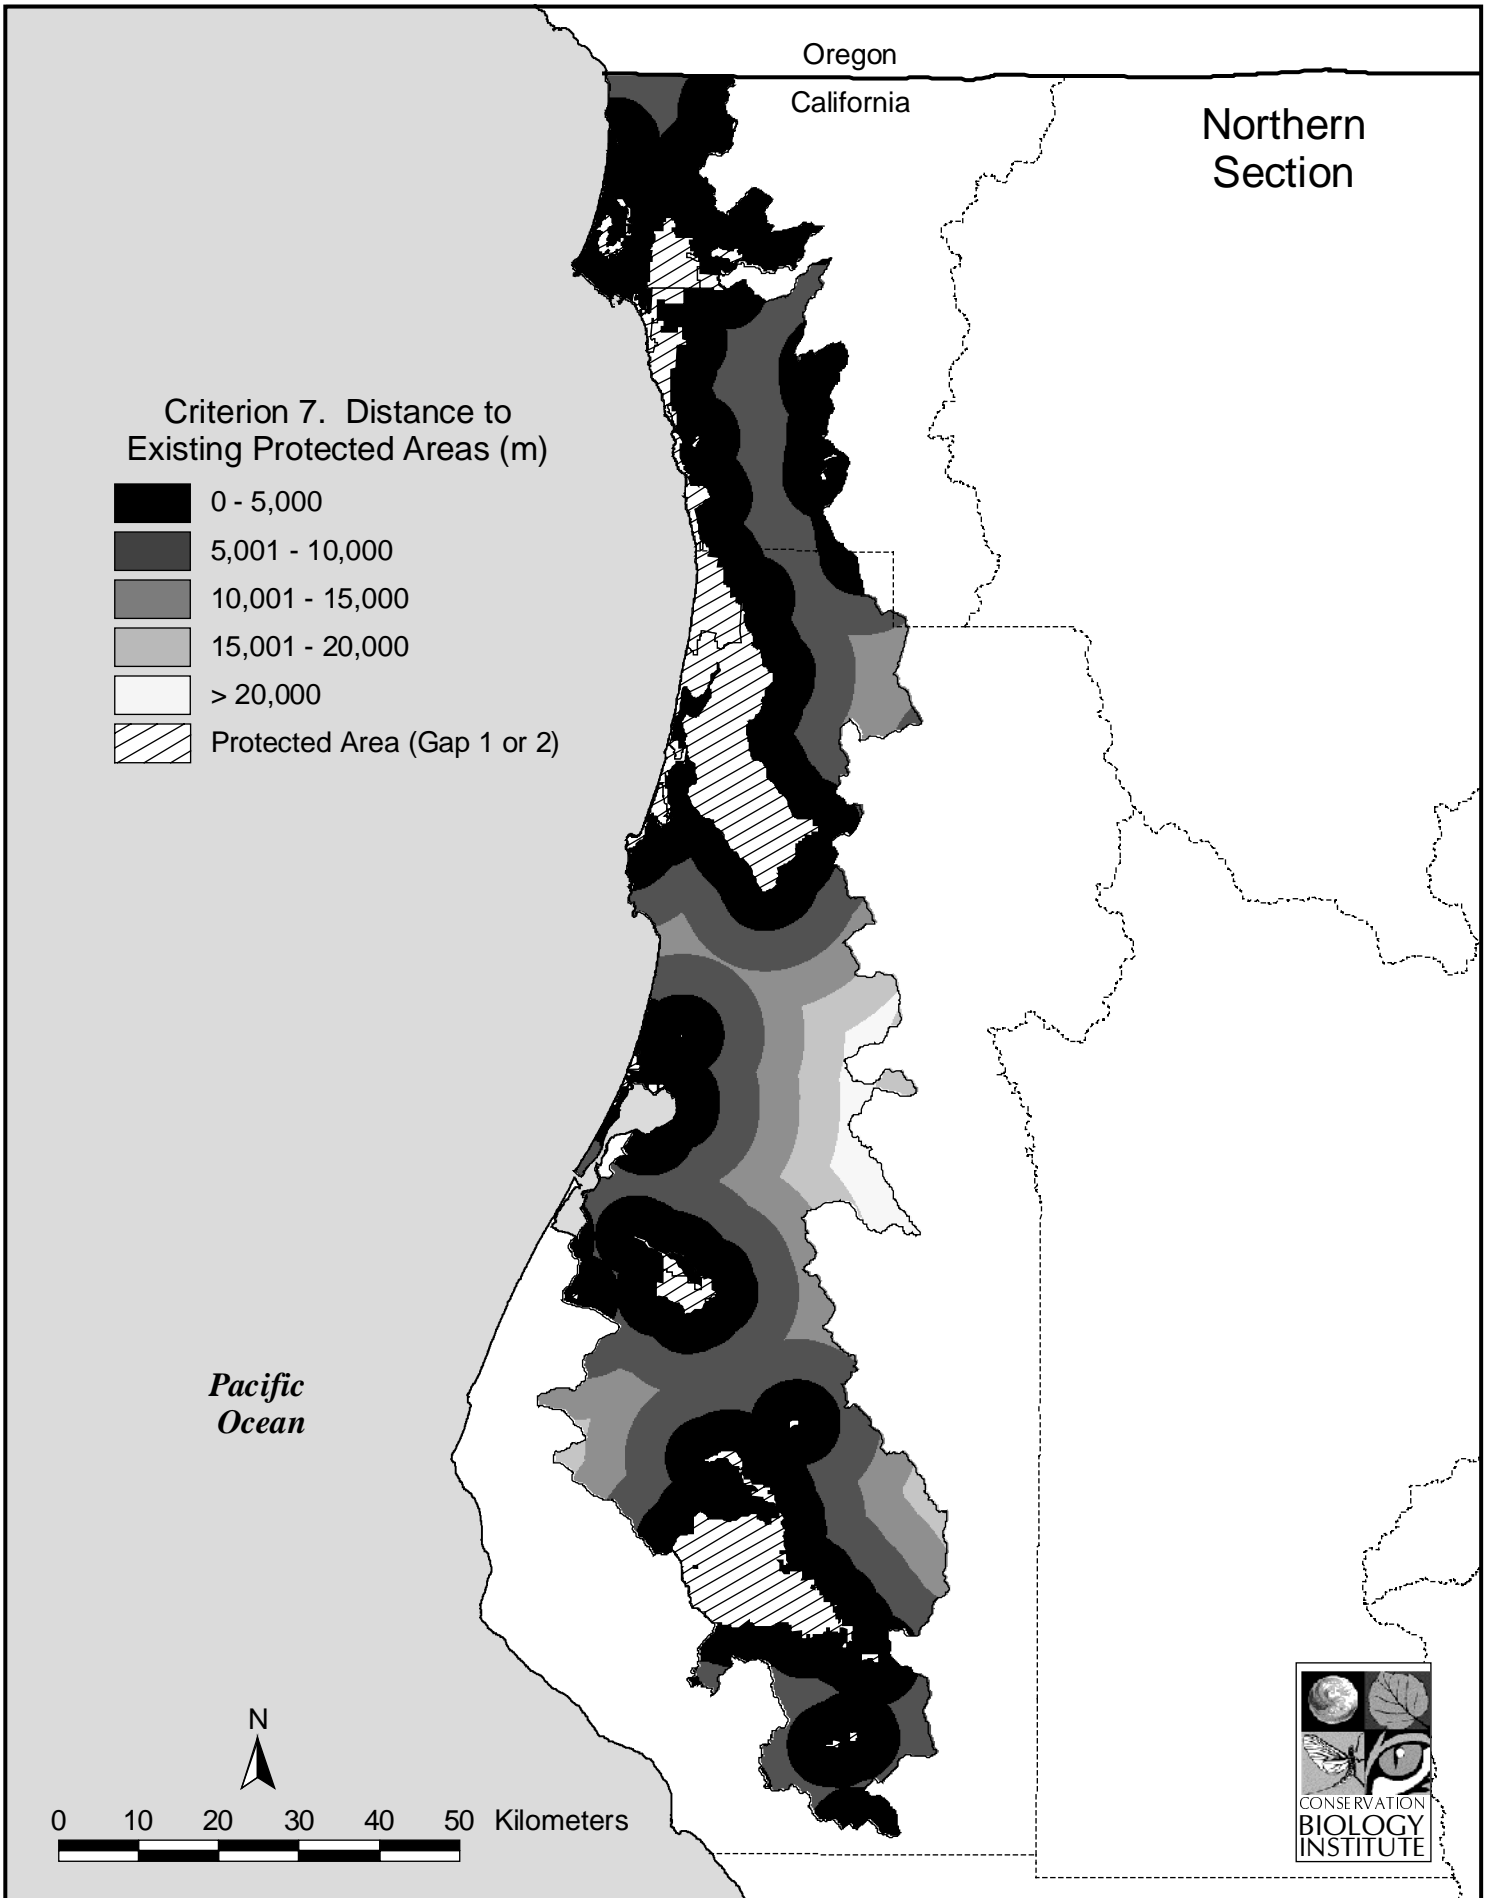 Oregon
California
Northern
Section
Criterion 7. Distance to
Existing Protected Areas (m)
0 - 5,000
5,001 - 10,000
10,001 - 15,000
15,001 - 20,000
> 20,000
Protected Area (Gap 1 or 2)
Pacific
Ocean
N
0 10 20 30 40 50 Kilometers
CONSERVATION
BIOLOGY
INSTITUTE